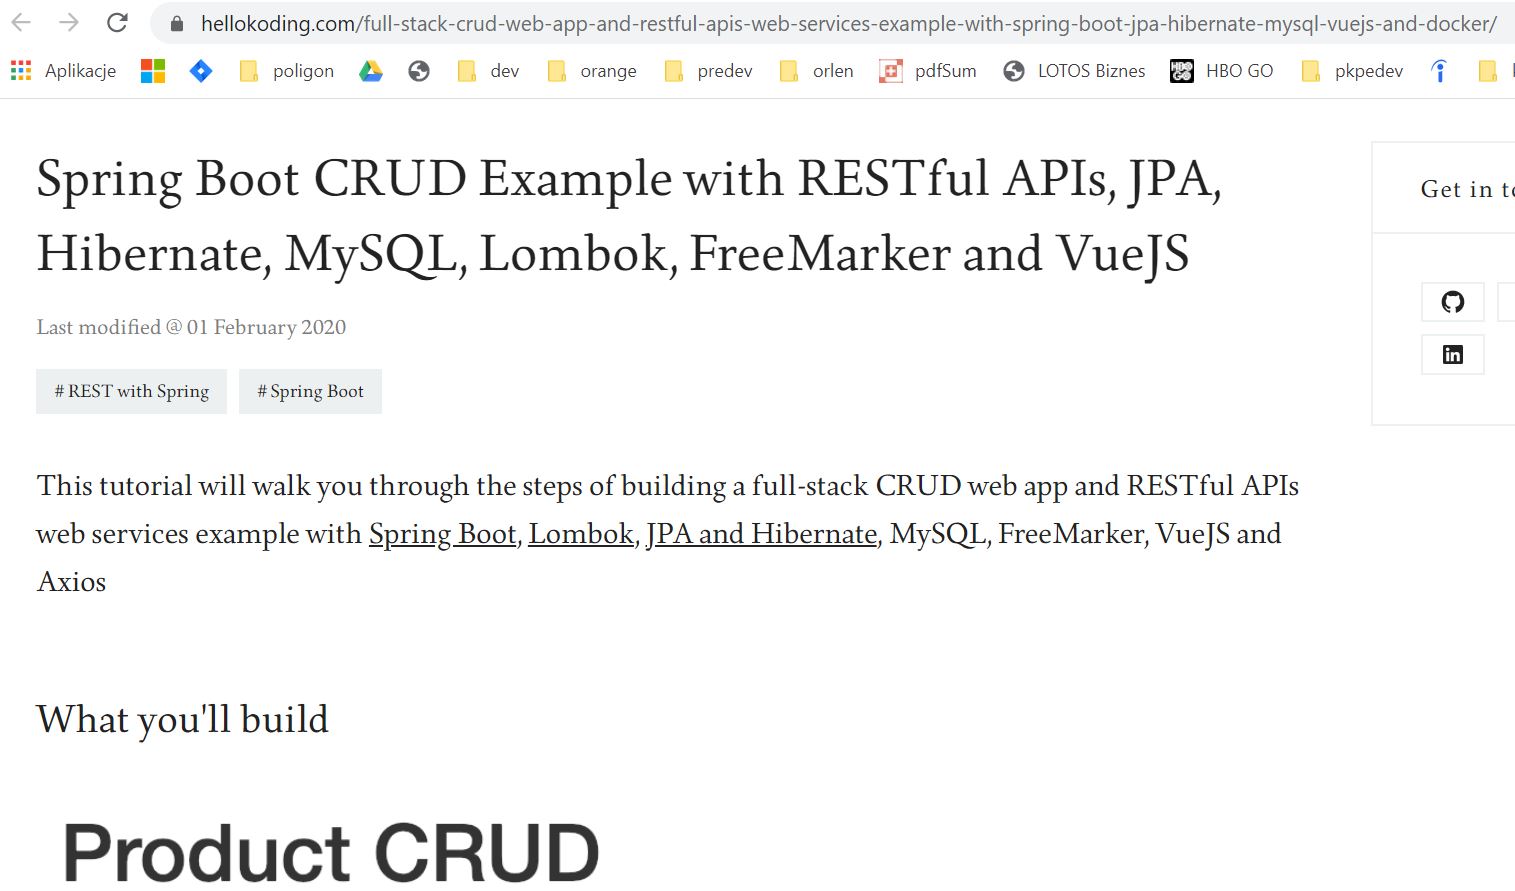 hellokoding.com/full-stack-crud-web-app-and-restful-apis-web-services-example-with-spring-boot-jpa-hibernate-mysql-vuejs-and-docker/
Aplikacje poligon dev orange predev orlen pdfSum LOTOS Biznes HBO GO HBO GO pkpedev
Spring Boot CRUD Example with RESTful APIs, JPA,
Hibernate, MySQL, Lombok, FreeMarker and VueJS
Last modified @ 01 February 2020
# REST with Spring # Spring Boot
Get in
This tutorial will walk you through the steps of building a full-stack CRUD web app and RESTful APIs
web services example with Spring Boot, Lombok, JPA and Hibernate, MySQL, FreeMarker, VueJS and
Axios
What you'll build
Product CRUD